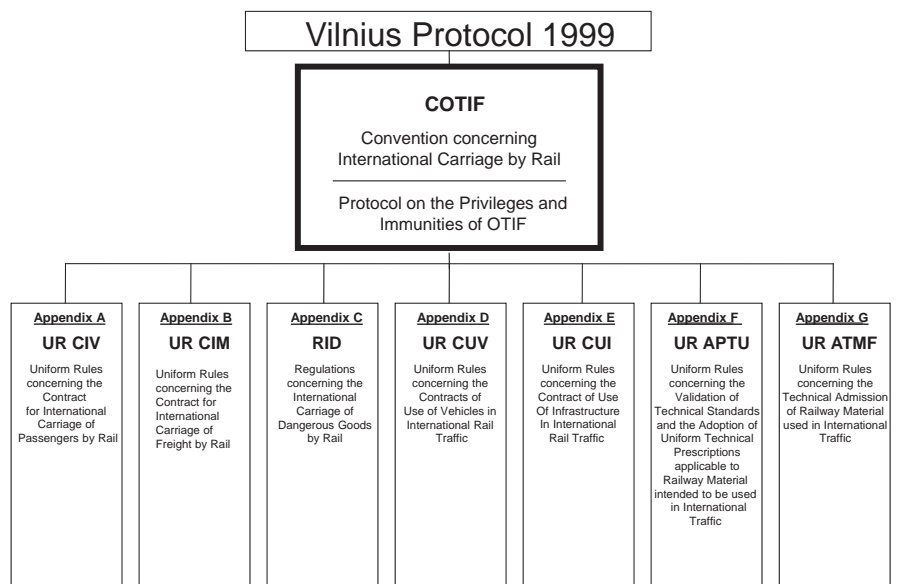 Vilnius Protocol 1999
COTIF
Convention concerning
International Carriage by Rail
Protocol on the Privileges and
Immunities of OTIF
Appendix A
UR CIV
Uniform Rules
concerning the
Contract
for International
Carriage of
Passengers by Rail
Appendix B
UR CIM
Uniform Rules
concerning the
Contract for
International
Carriage of
Freight by Rail
Appendix C
RID
Regulations
concerning the
International
Carriage of
Dangerous Goods
by Rail
Appendix D
UR CUV
Uniform Rules
concerning the
Contracts of
Use of Vehicles in
International Rail
Traffic
Appendix E
UR CUI
Uniform Rules
concerning the
Contract of Use
Of Infrastructure
In International
Rail Traffic
Appendix F
UR APTU
Uniform Rules
concerning the
Validation of
Technical Standards
and the Adoption of
Uniform Technical
Prescriptions
applicable to
Railway Material
intended to be used
in International
Traffic
Appendix G
UR ATMF
Uniform Rules
concerning the
Technical Admission
of Railway Material
used in International
Traffic